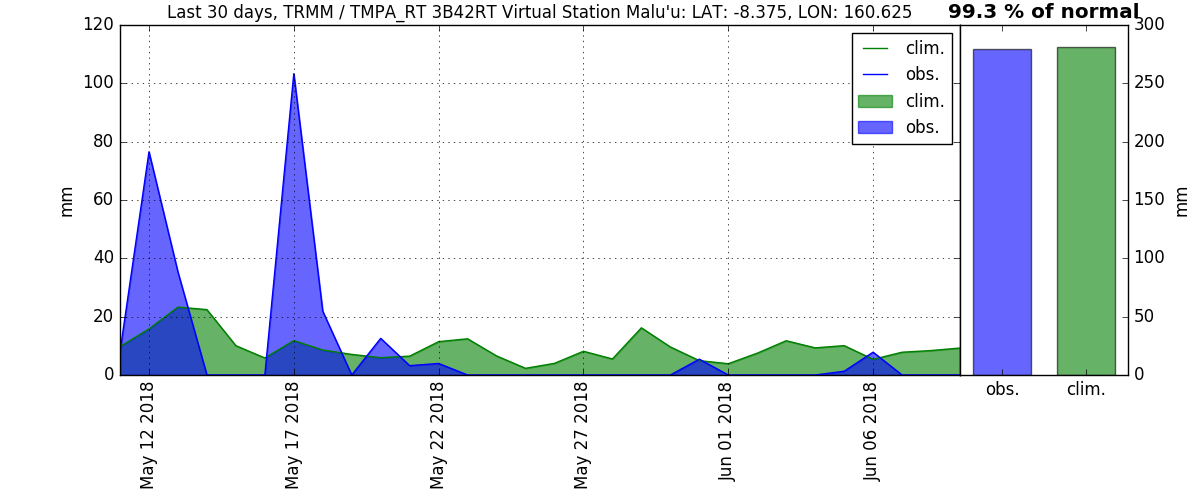 Last 30 days, TRMM / TMPA_RT 3B42RT Virtual Station Malu'u: LAT: -8.375, LON: 160.625
99.3 % of normal
120
100
80
60
40
20
0
mm
clim.
obs.
clim.
obs.
May 12 2018
May 17 2018
May 22 2018
May 27 2018
Jun 01 2018
Jun 06 2018
300
250
200
150
100
50
0
mm
obs.
clim.